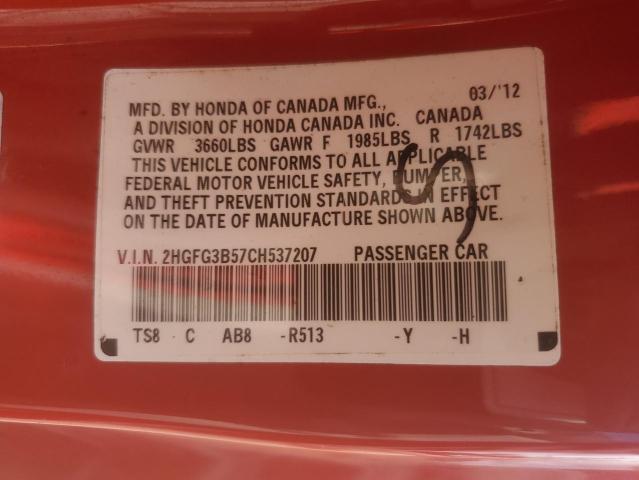 03/'12
MFD. BY HONDA OF CANADA MFG.,
A DIVISION OF HONDA CANADA INC. CANADA
GVWR 3660LBS GAWR F 1985LBS R 1742LBS
THIS VEHICLE CONFORMS TO ALL APPLICABLE
FEDERAL MOTOR VEHICLE SAFETY, BUMPER,
AND THEFT PREVENTION STANDARDS IN EFFECT
ON THE DATE OF MANUFACTURE SHOWN ABOVE.
V.I.N. 2HGFG3B57CH537207 PASSENGER CAR
TS8 C AB8 -R513 -Y -H